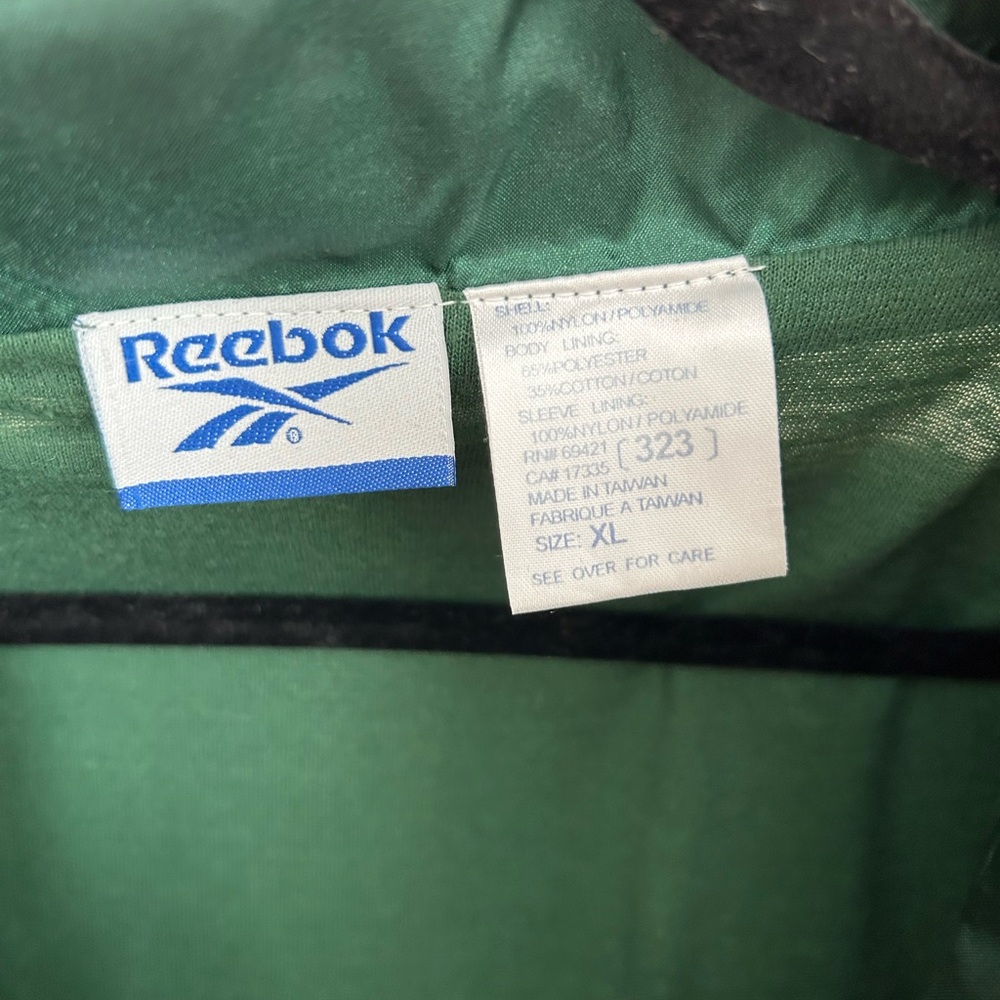 Reebok
®
SHELL:
100%NYLON/POLYAMIDE
BODY LINING:
65%POLYESTER
35%COTTON/COTON
SLEEVE LINING:
100%NYLON/POLYAMIDE
RN# 69421 [323]
CA# 17335
MADE IN TAIWAN
FABRIQUE A TAIWAN
SIZE: XL
SEE OVER FOR CARE